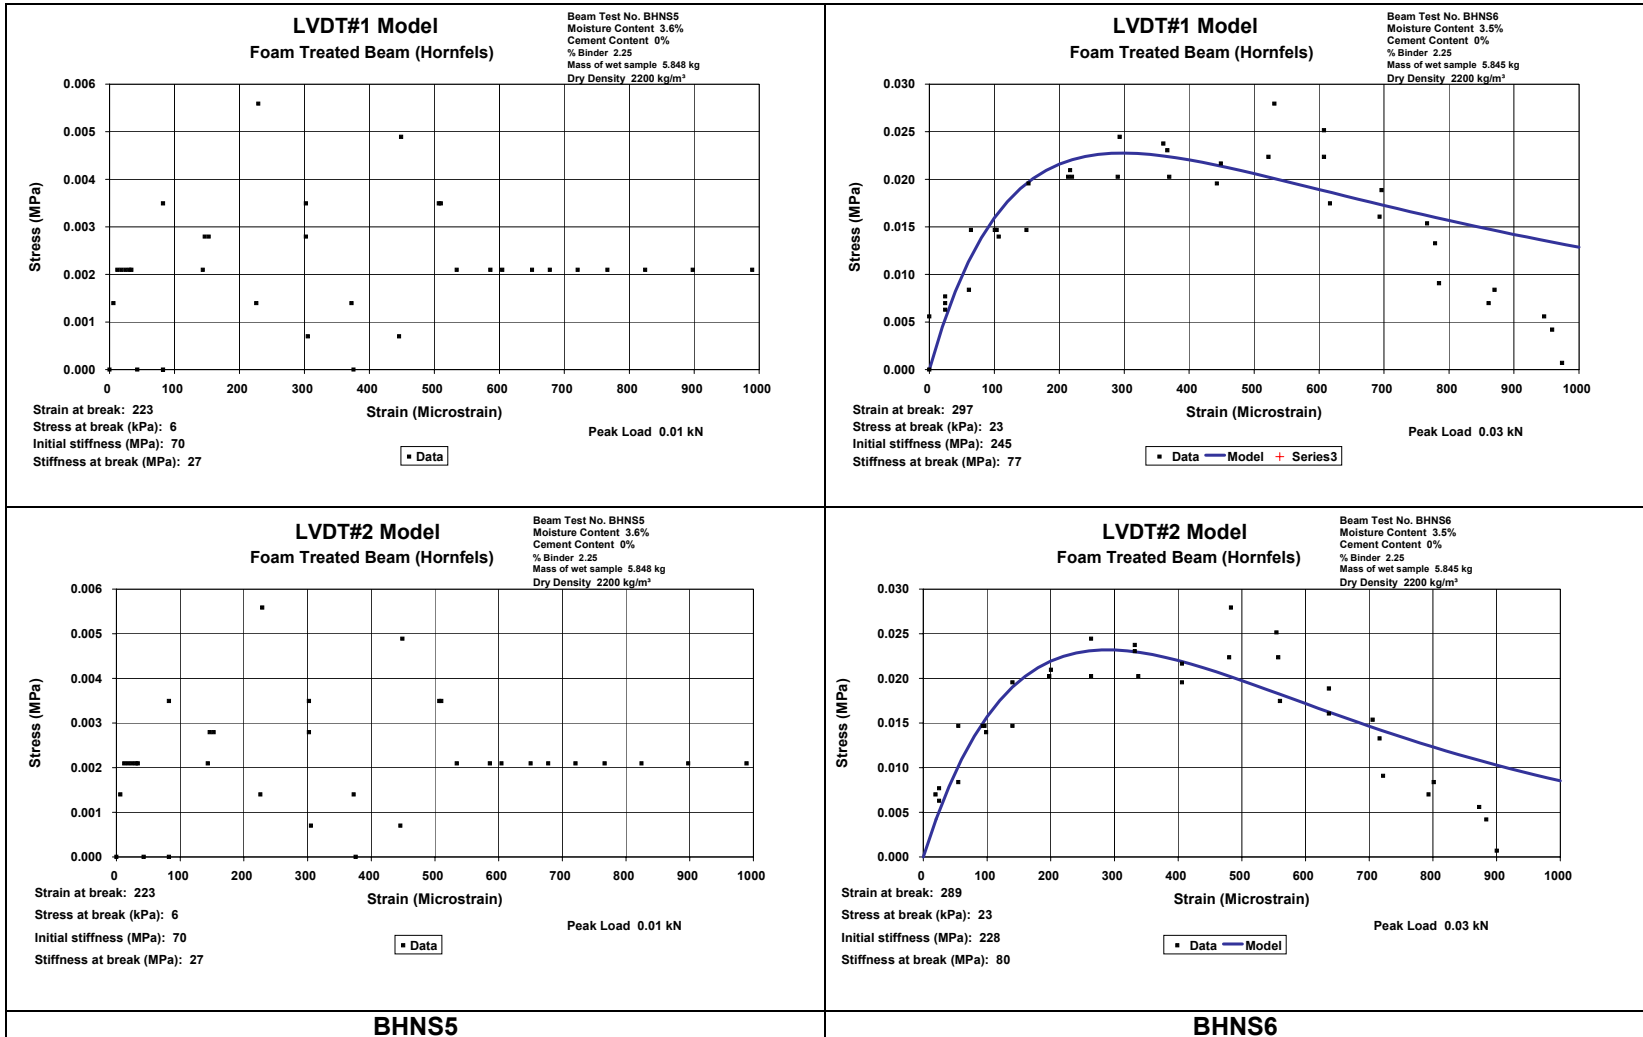 LVDT#1 Model
Foam Treated Beam (Hornfels)
Beam Test No. BHNS5
Moisture Content 3.6%
Cement Content 0%
% Binder 2.25
Mass of wet sample 5.848 kg
Dry Density 2200 kg/m³
0.006
0.005
0.004
0.003
0.002
0.001
0.000
Stress (MPa)
0 100 200 300 400 500 600 700 800 900 1000
Strain (Microstrain)
Strain at break: 223
Stress at break (kPa): 6
Initial stiffness (MPa): 70
Stiffness at break (MPa): 27
Peak Load 0.01 kN
Data
LVDT#1 Model
Foam Treated Beam (Hornfels)
Beam Test No. BHNS6
Moisture Content 3.5%
Cement Content 0%
% Binder 2.25
Mass of wet sample 5.845 kg
Dry Density 2200 kg/m³
0.030
0.025
0.020
0.015
0.010
0.005
0.000
Stress (MPa)
0 100 200 300 400 500 600 700 800 900 1000
Strain (Microstrain)
Strain at break: 297
Stress at break (kPa): 23
Initial stiffness (MPa): 245
Stiffness at break (MPa): 77
Peak Load 0.03 kN
Data Model Series3
LVDT#2 Model
Foam Treated Beam (Hornfels)
Beam Test No. BHNS5
Moisture Content 3.6%
Cement Content 0%
% Binder 2.25
Mass of wet sample 5.848 kg
Dry Density 2200 kg/m³
0.006
0.005
0.004
0.003
0.002
0.001
0.000
Stress (MPa)
0 100 200 300 400 500 600 700 800 900 1000
Strain (Microstrain)
Strain at break: 223
Stress at break (kPa): 6
Initial stiffness (MPa): 70
Stiffness at break (MPa): 27
Peak Load 0.01 kN
Data
LVDT#2 Model
Foam Treated Beam (Hornfels)
Beam Test No. BHNS6
Moisture Content 3.5%
Cement Content 0%
% Binder 2.25
Mass of wet sample 5.845 kg
Dry Density 2200 kg/m³
0.030
0.025
0.020
0.015
0.010
0.005
0.000
Stress (MPa)
0 100 200 300 400 500 600 700 800 900 1000
Strain (Microstrain)
Strain at break: 289
Stress at break (kPa): 23
Initial stiffness (MPa): 228
Stiffness at break (MPa): 80
Peak Load 0.03 kN
Data Model
BHNS5
BHNS6